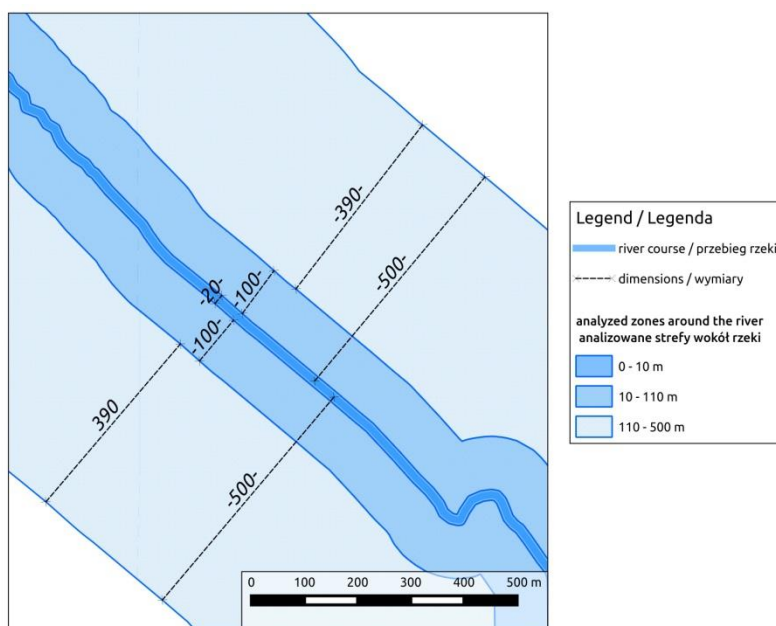 -390-
-500-
-20-
-100-
-100-
390
-500-
0 100 200 300 400 500 m
Legend / Legenda
river course / przebieg rzeki
dimensions / wymiary
analyzed zones around the river
analizowane strefy wokół rzeki
0 - 10 m
10 - 110 m
110 - 500 m